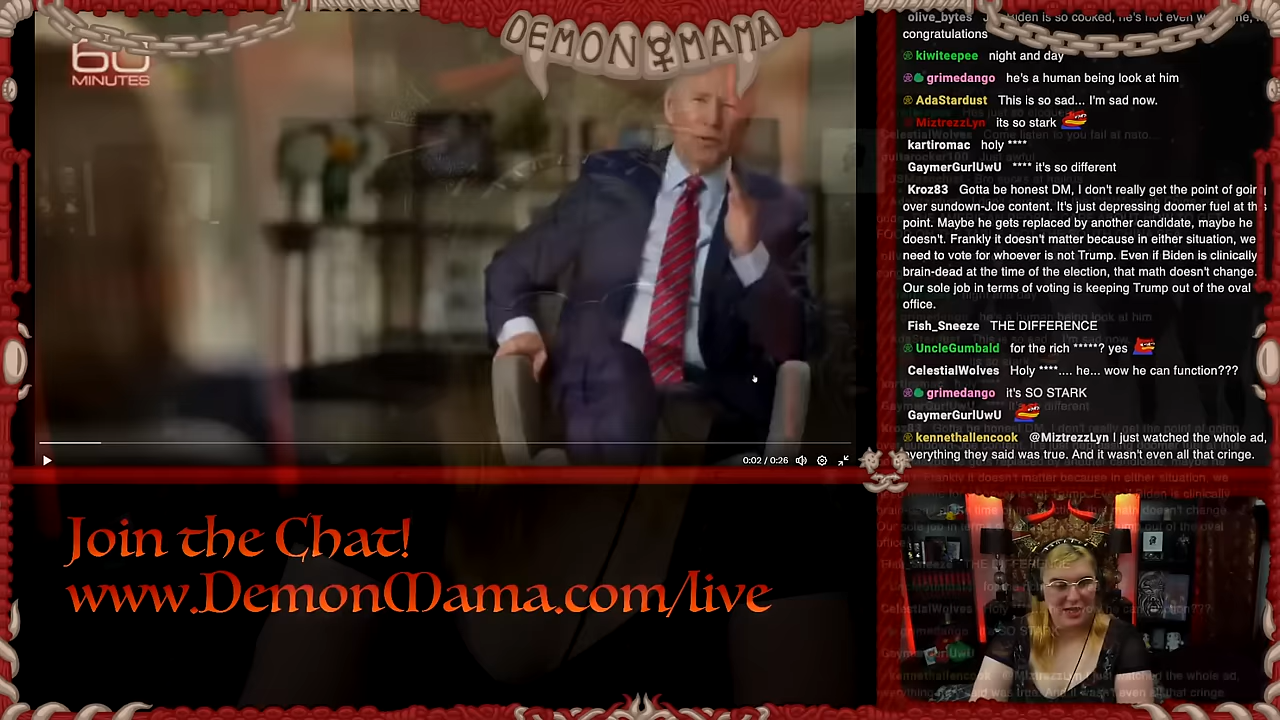 60
MINUTES
DEMON MAMA
olive_bytes
congratulations
kiwiteepee night and day
grimedango he's a human being look at him
AdaStardust This is so sad... I'm sad now.
MiztrezzLyn its so stark
kartiromac holy ****
GaymerGurlUwU **** it's so different
Kroz83 Gotta be honest DM, I don't really get the point of going
over sundown-Joe content. It's just depressing doomer fuel at this
point. Maybe he gets replaced by another candidate, maybe he
doesn't. Frankly it doesn't matter because in either situation, we
need to vote for whoever is not Trump. Even if Biden is clinically
brain-dead at the time of the election, that math doesn't change.
Our sole job in terms of voting is keeping Trump out of the oval
office.
Fish_Sneeze THE DIFFERENCE
UncleGumbald for the rich *****? yes
CelestialWolves Holy ****.... he... wow he can function???
grimedango it's SO STARK
GaymerGurlUwU
kennethallencook @MiztrezzLyn I just watched the whole ad,
everything they said was true. And it wasn't even all that cringe.
0:02 / 0:26
Join the Chat!
www.DemonMama.com/live